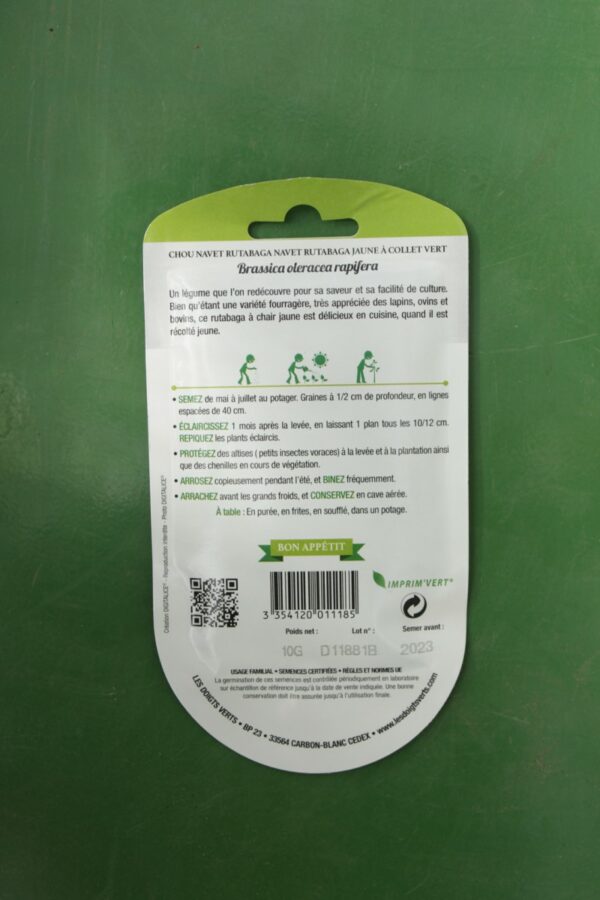 CHOU NAVET RUTABAGA NAVET RUTABAGA JAUNE À COLLET VERT
Brassica oleracea rapifera
Un légume que l'on redécouvre pour sa saveur et sa facilité de culture.
Bien qu'étant une variété fourragère, très appréciée des lapins, ovins et
bovins, ce rutabaga à chair jaune est délicieux en cuisine, quand il est
récolté jeune.
• SEMEZ de mai à juillet au potager. Graines à 1/2 cm de profondeur, en lignes
espacées de 40 cm.
• ÉCLAIRCISSEZ 1 mois après la levée, en laissant 1 plan tous les 10/12 cm.
REPIQUEZ les plants éclaircis.
• PROTÉGEZ des altises ( petits insectes voraces) à la levée et à la plantation ainsi
que des chenilles en cours de végétation.
• ARROSEZ copieusement pendant l'été, et BINEZ fréquemment.
• ARRACHEZ avant les grands froids, et CONSERVEZ en cave aérée.
À table : En purée, en frites, en soufflé, dans un potage.
BON APPÉTIT
Création DIGITALICE® - Reproduction interdite - Photo DIGITALICE®
IMPRIM'VERT®
3 354120 011185
Poids net : Lot n° : Semer avant :
10G D11881B 2023
USAGE FAMILIAL • SEMENCES CERTIFIÉES • RÈGLES ET NORMES UE
La germination de ces semences est contrôlée périodiquement en laboratoire
sur échantillon de référence jusqu'à la date de vente indiquée. Une bonne
conservation doit être assurée jusqu'à l'utilisation finale.
LES DOIGTS VERTS • BP 23 • 33564 CARBON-BLANC CEDEX • www.lesdoigtsverts.com